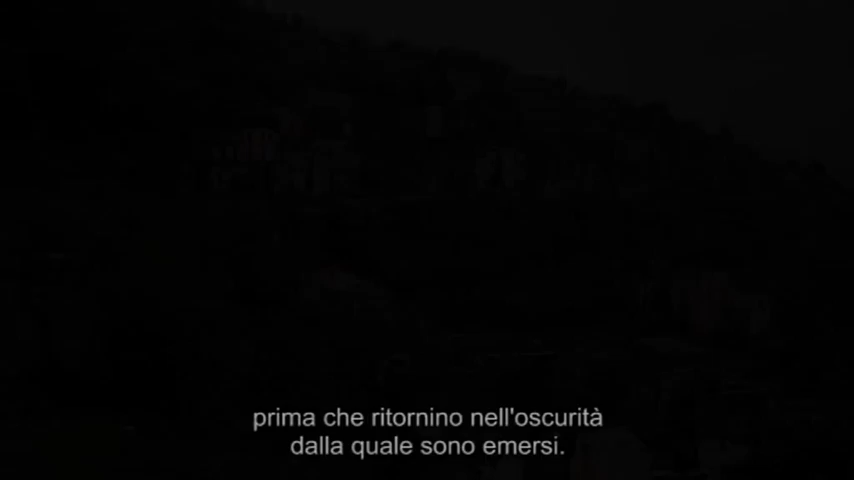 prima che ritornino nell'oscurità
dalla quale sono emersi.